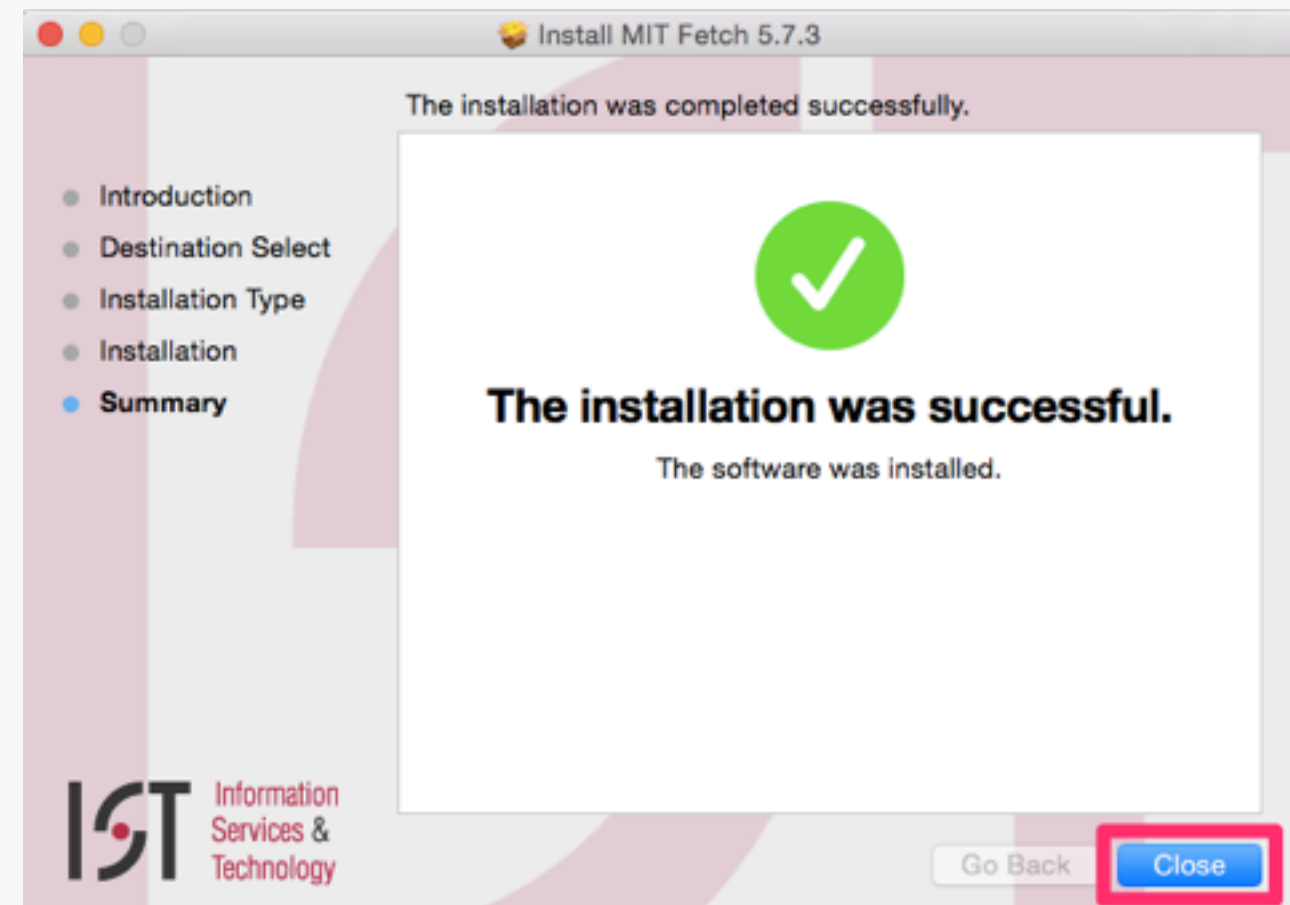 Install MIT Fetch 5.7.3
The installation was completed successfully.
Introduction
Destination Select
Installation Type
Installation
Summary
The installation was successful.
The software was installed.
IST
Information
Services &
Technology
Go Back
Close